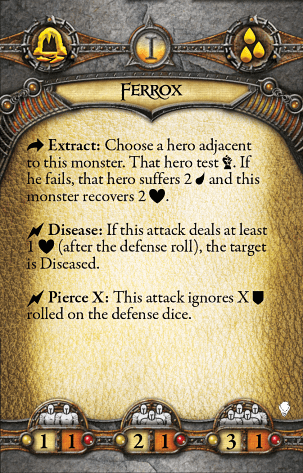 I
FERROX
Extract: Choose a hero adjacent
to this monster. That hero test . If
he fails, that hero suffers 2 and this
monster recovers 2 .
Disease: If this attack deals at least
1 (after the defense roll), the target
is Diseased.
Pierce X: This attack ignores X
rolled on the defense dice.
1 1 2 1 3 1